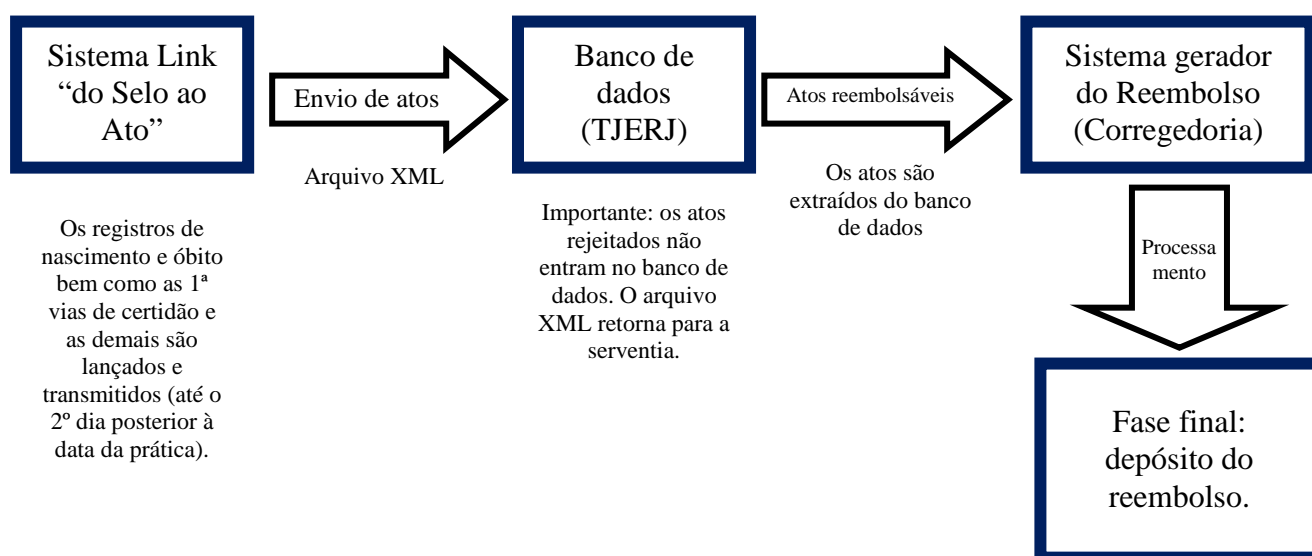 Sistema Link
“do Selo ao
Ato”
Envio de atos
Arquivo XML
Banco de
dados
(TJERJ)
Atos reembolsáveis
Os atos são
extraídos do banco
de dados
Sistema gerador
do Reembolso
(Corregedoria)
Os registros de
nascimento e óbito
bem como as 1ª
vias de certidão e
as demais são
lançados e
transmitidos (até o
2º dia posterior à
data da prática).
Importante: os atos
rejeitados não
entram no banco de
dados. O arquivo
XML retorna para a
serventia.
Processa
mento
Fase final:
depósito do
reembolso.